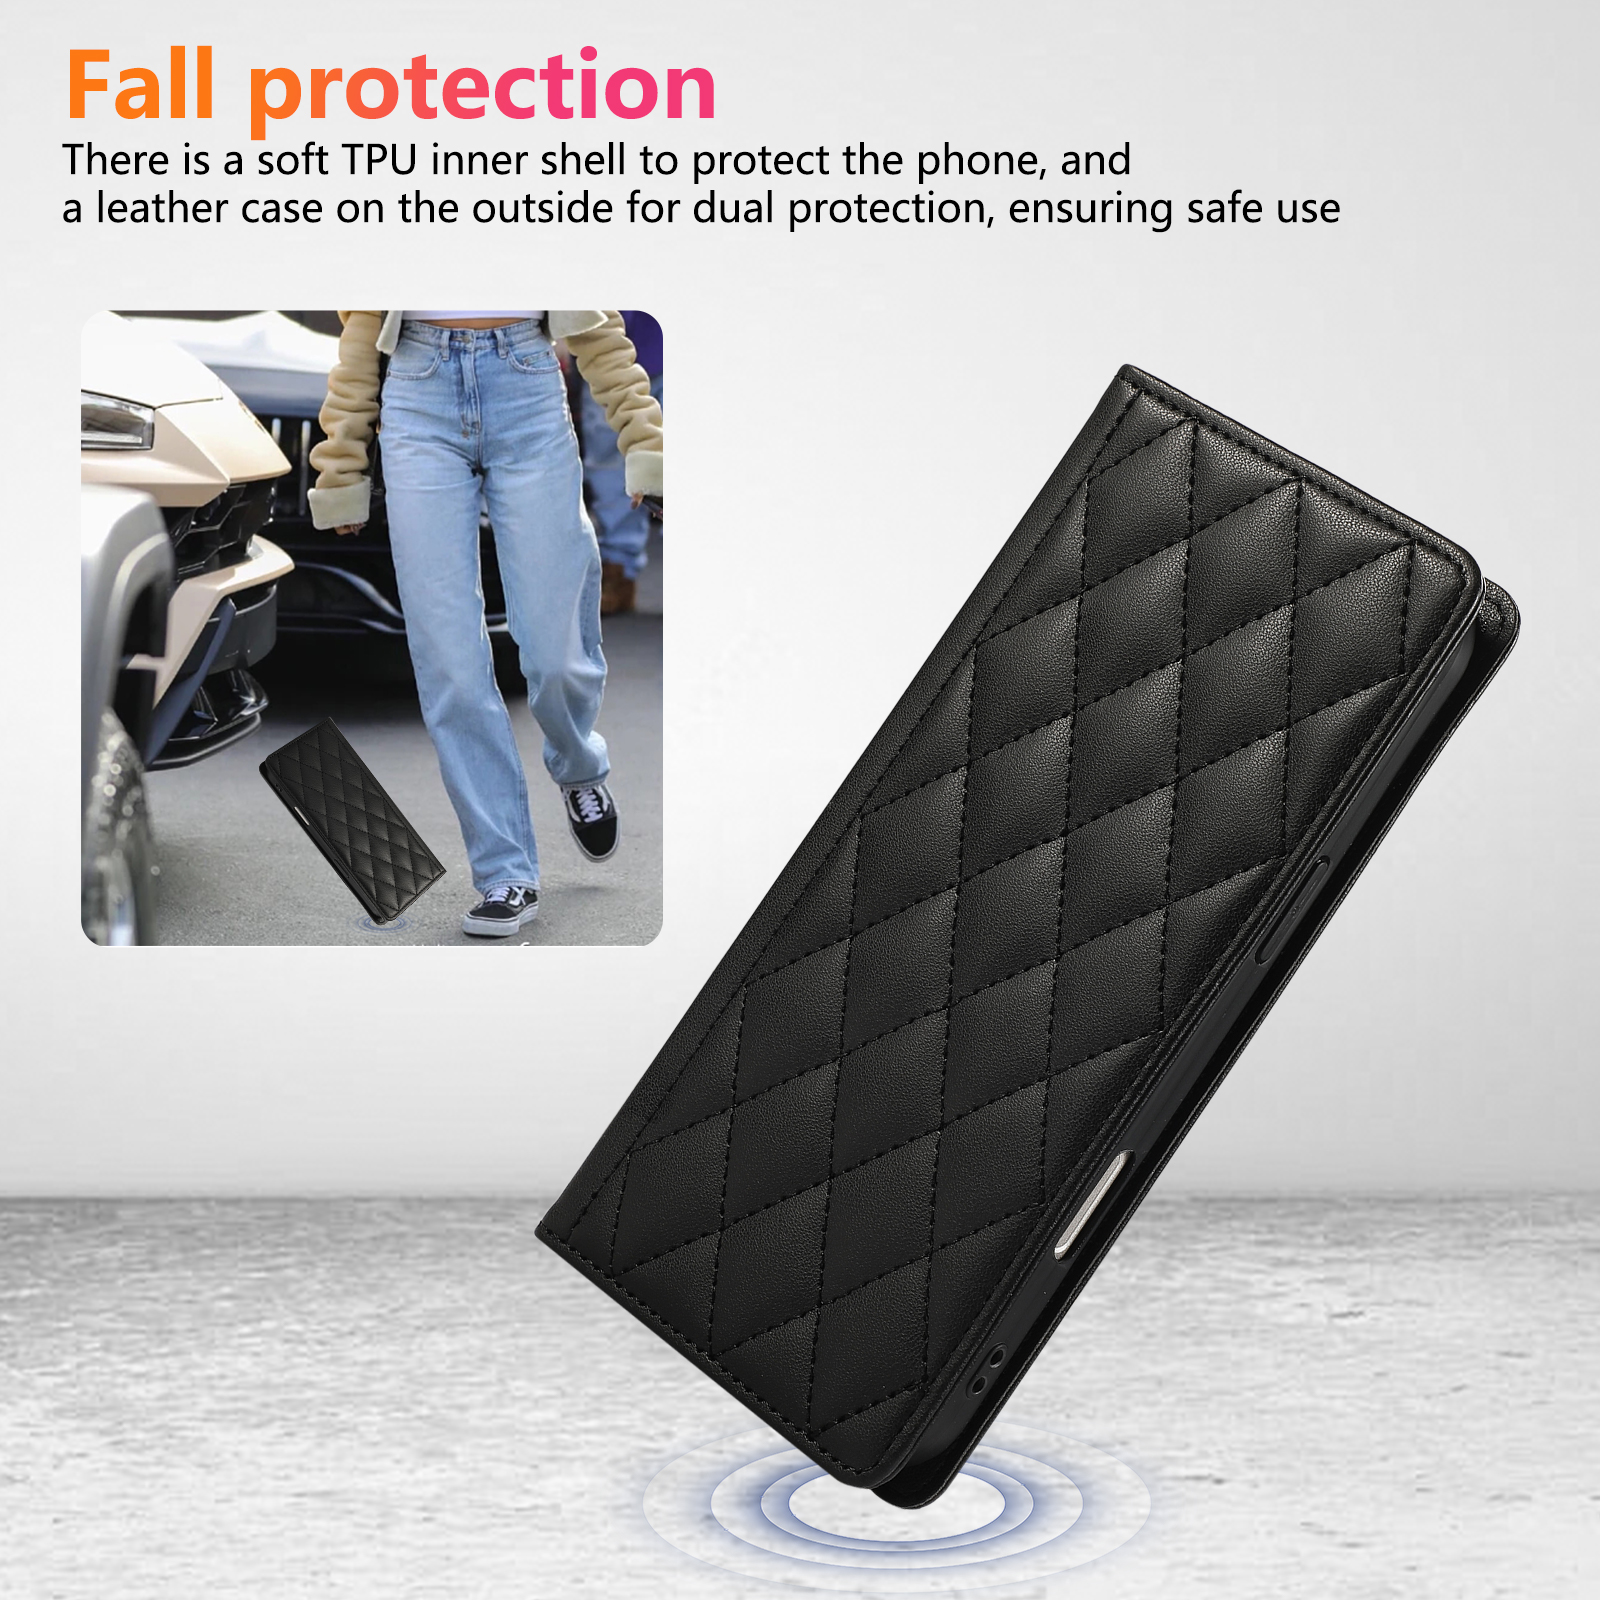 Fall protection
There is a soft TPU inner shell to protect the phone, and
a leather case on the outside for dual protection, ensuring safe use